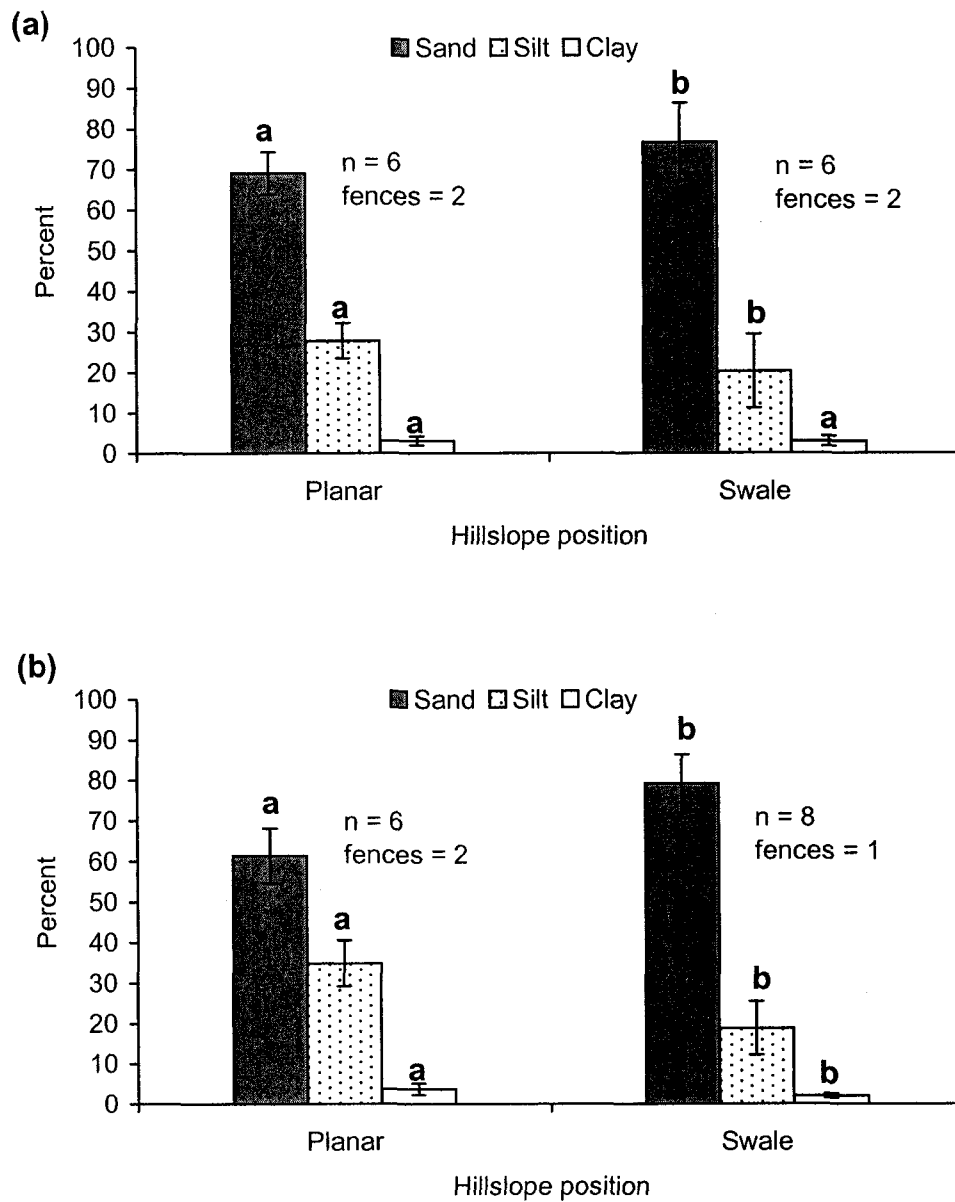 (a)
Sand Silt Clay
100
90
80
70
60
50
40
30
20
10
0
Percent
a
a
a
n = 6
fences = 2
b
b
a
n = 6
fences = 2
Planar Swale
Hillslope position
(b)
Sand Silt Clay
100
90
80
70
60
50
40
30
20
10
0
Percent
a
a
a
n = 6
fences = 2
b
b
b
n = 8
fences = 1
Planar Swale
Hillslope position